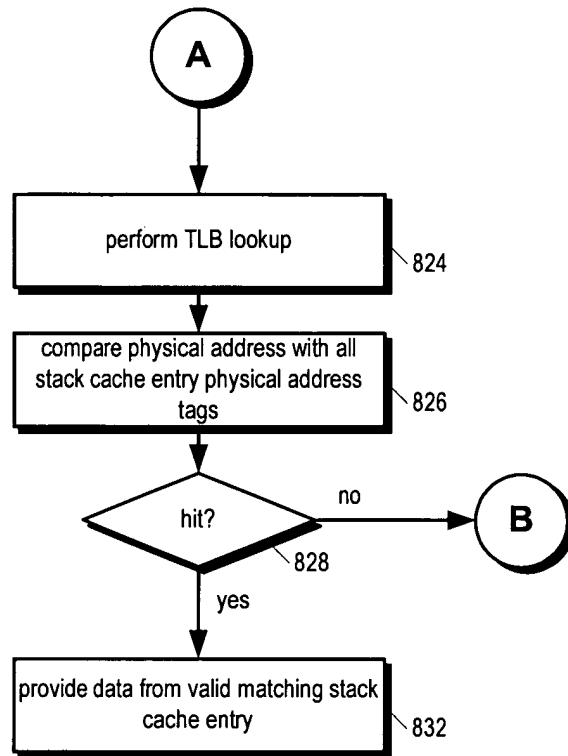 A
perform TLB lookup
824
compare physical address with all
stack cache entry physical address
tags
826
hit?
no
B
828
yes
provide data from valid matching stack
cache entry
832